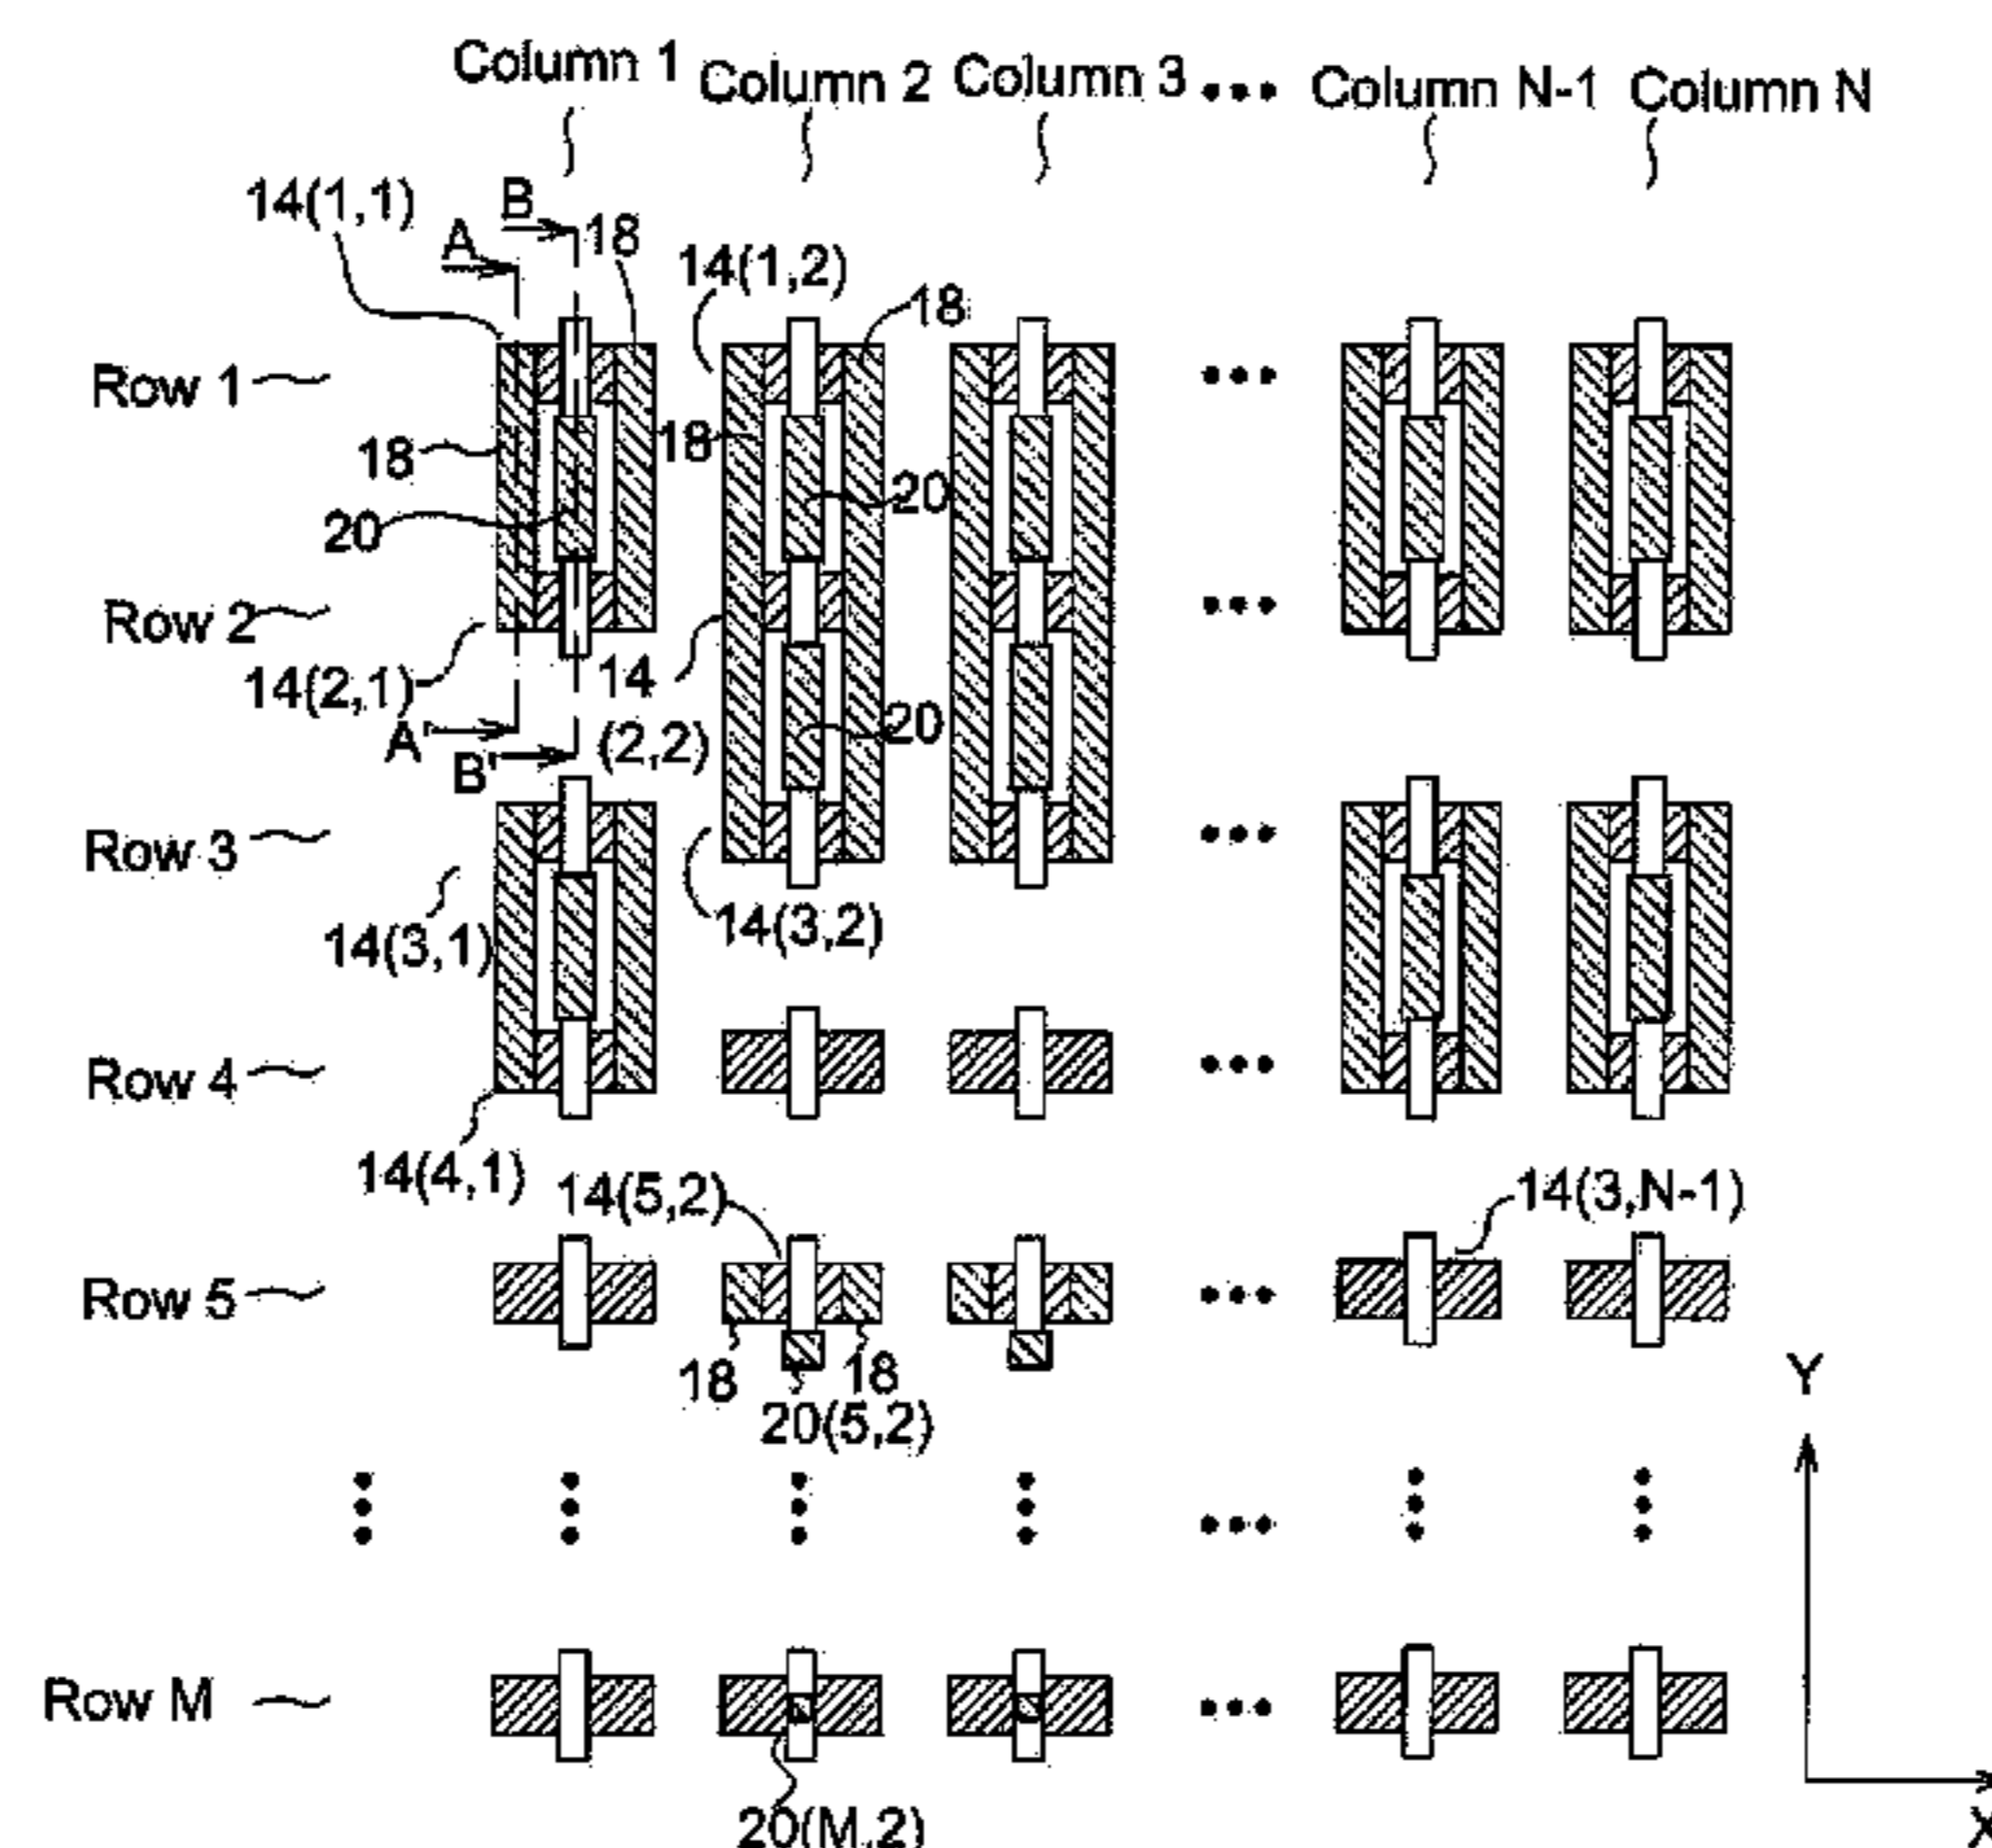 Column 1 Column 2 Column 3 ••• Column N-1 Column N
14(1,1)
A
B
18
14(1,2)
18
Row 1
•••
18
18
20
20
Row 2
•••
14(2,1)
14
(2,2)
A'
B'
20
Row 3
•••
14(3,1)
14(3,2)
Row 4
•••
14(4,1)
14(5,2)
14(3,N-1)
Row 5
•••
18
18
20(5,2)
Y
•••
Row M
•••
20(M,2)
X